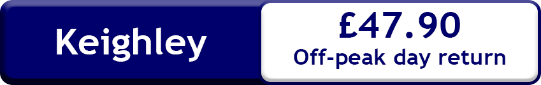 Keighley
£47.90
Off-peak day return